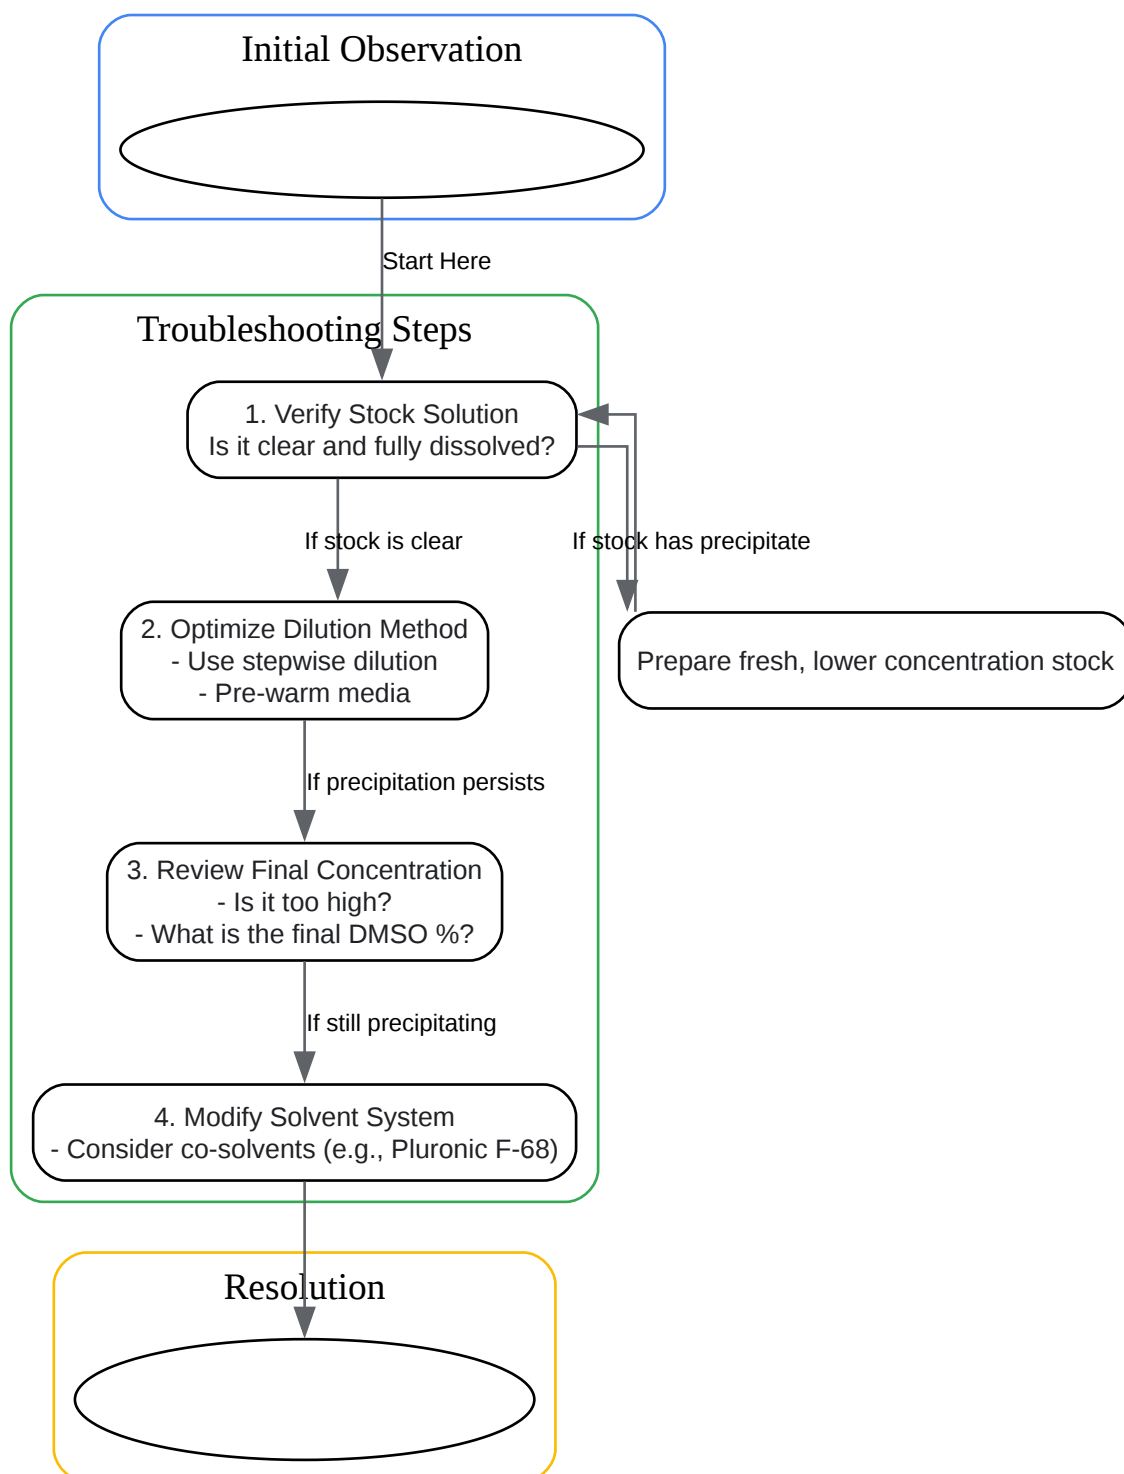 Initial Observation
Start Here
Troubleshooting Steps
1. Verify Stock Solution
Is it clear and fully dissolved?
If stock is clear
If stock has precipitate
2. Optimize Dilution Method
- Use stepwise dilution
- Pre-warm media
Prepare fresh, lower concentration stock
If precipitation persists
3. Review Final Concentration
- Is it too high?
- What is the final DMSO %?
If still precipitating
4. Modify Solvent System
- Consider co-solvents (e.g., Pluronic F-68)
Resolution